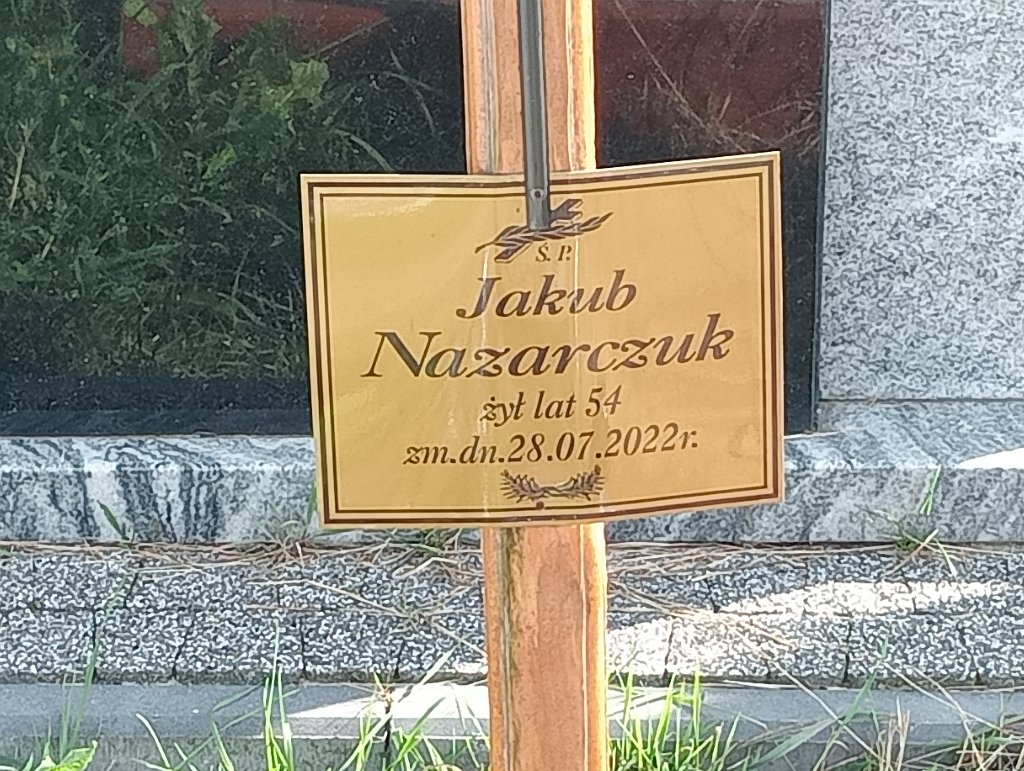 Ś. P.
Jakub
Nazarczuk
żył lat 54
zm.dn.28.07.2022r.